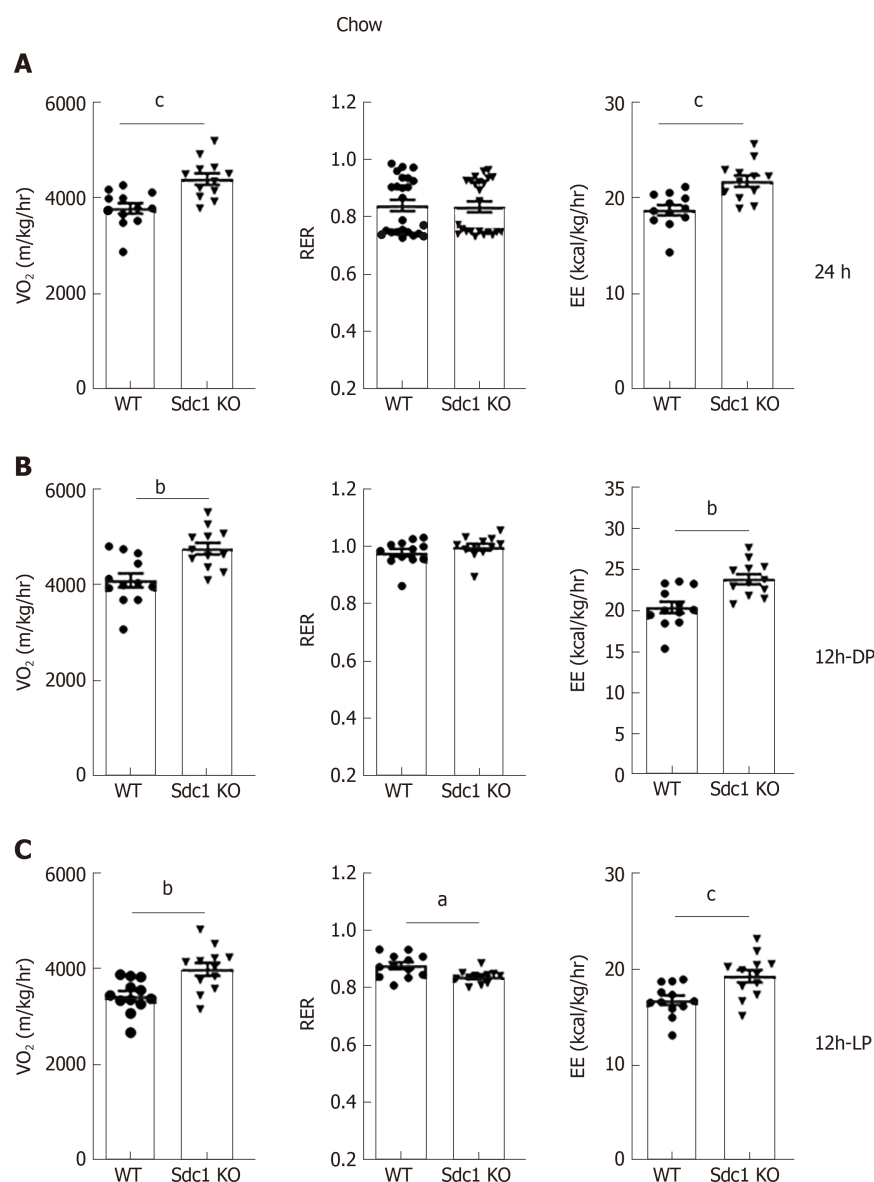 Chow
A
6000
4000
2000
0
VO2 (m/kg/hr)
c
WT Sdc1 KO
1.2
1.0
0.8
0.6
0.4
0.2
RER
WT Sdc1 KO
30
20
10
0
EE (kcal/kg/hr)
c
WT Sdc1 KO
24 h
B
6000
4000
2000
0
VO2 (m/kg/hr)
b
WT Sdc1 KO
1.2
1.0
0.8
0.6
0.4
0.2
RER
WT Sdc1 KO
35
30
25
20
15
10
5
0
EE (kcal/kg/hr)
b
WT Sdc1 KO
12h-DP
C
6000
4000
2000
0
VO2 (m/kg/hr)
b
WT Sdc1 KO
1.2
1.0
0.8
0.6
0.4
0.2
RER
a
WT Sdc1 KO
30
20
10
0
EE (kcal/kg/hr)
c
WT Sdc1 KO
12h-LP